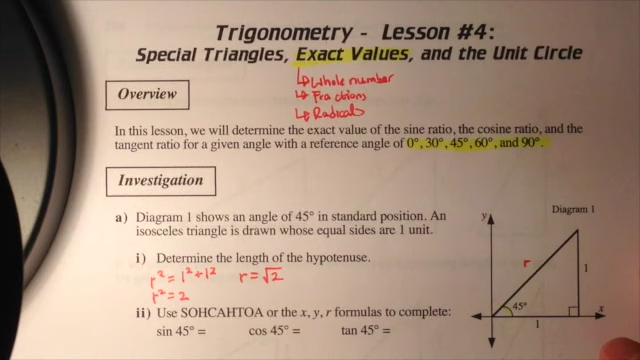 Trigonometry - Lesson #4:
Special Triangles, Exact Values, and the Unit Circle
↳ Whole number
↳ Fractions
↳ Radicals
Overview
In this lesson, we will determine the exact value of the sine ratio, the cosine ratio, and the
tangent ratio for a given angle with a reference angle of 0°, 30°, 45°, 60°, and 90°.
Investigation
a) Diagram 1 shows an angle of 45° in standard position. An
isosceles triangle is drawn whose equal sides are 1 unit.
i) Determine the length of the hypotenuse.
r² = 1² + 1² r = √2
r² = 2
ii) Use SOHCAHTOA or the x, y, r formulas to complete:
sin 45° = cos 45° = tan 45° =
Diagram 1
y
r
1
45°
x
1